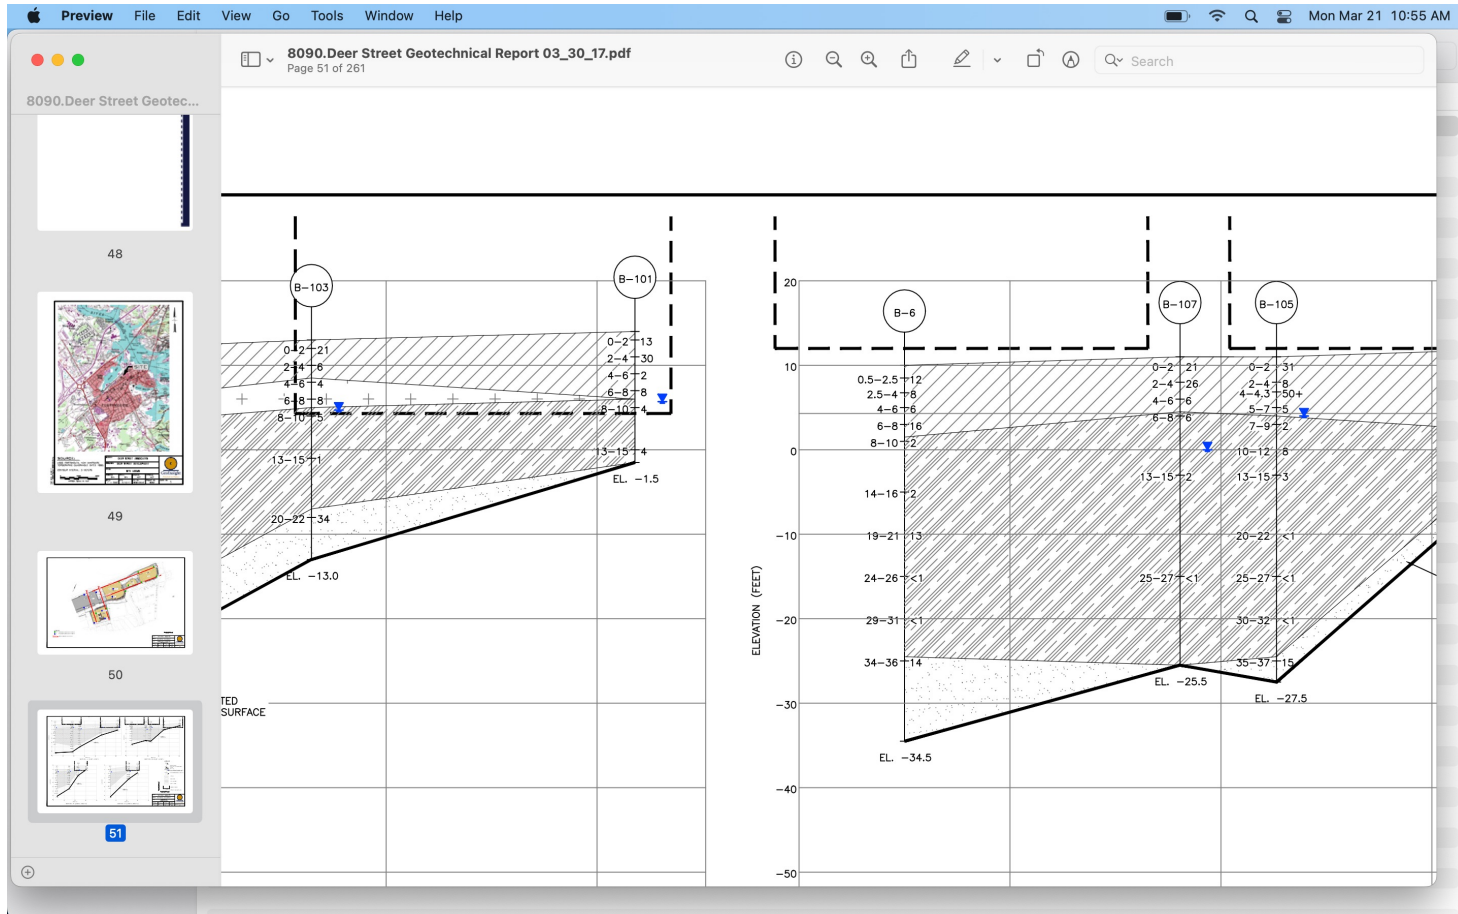 Preview File Edit View Go Tools Window Help
Mon Mar 21 10:55 AM
8090.Deer Street Geotechnical Report 03_30_17.pdf
Page 51 of 261
Search
8090.Deer Street Geotec...
48
49
50
51
B-103
0-2 21
2-4 6
4-6 4
6-8 8
8-10 5
13-15 1
20-22 34
EL. -13.0
B-101
0-2 13
2-4 30
4-6 2
6-8 8
8-10 4
13-15 4
EL. -1.5
TED
SURFACE
ELEVATION (FEET)
20
10
0
-10
-20
-30
-40
-50
B-6
0.5-2.5 12
2.5-4 8
4-6 6
6-8 16
8-10 2
14-16 2
19-21 13
24-26 <1
29-31 <1
34-36 14
EL. -34.5
B-107
0-2 21
2-4 26
4-6 6
6-8 6
13-15 2
25-27 <1
EL. -25.5
B-105
0-2 31
2-4 8
4-4.3 50+
5-7 5
7-9 2
10-12 8
13-15 3
20-22 <1
25-27 <1
30-32 <1
35-37 15
EL. -27.5